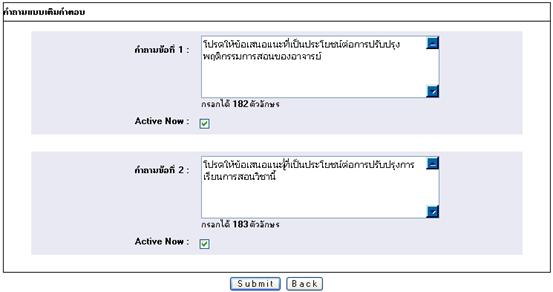 คำถามแบบเติมคำตอบ
คำถามข้อที่ 1 :
โปรดให้ข้อเสนอแนะที่เป็นประโยชน์ต่อการปรับปรุง
พฤติกรรมการสอนของอาจารย์
กรอกได้ 182 ตัวอักษร
Active Now :
คำถามข้อที่ 2 :
โปรดให้ข้อเสนอแนะที่เป็นประโยชน์ต่อการปรับปรุงการ
เรียนการสอนวิชานี้
กรอกได้ 183 ตัวอักษร
Active Now :
Submit Back